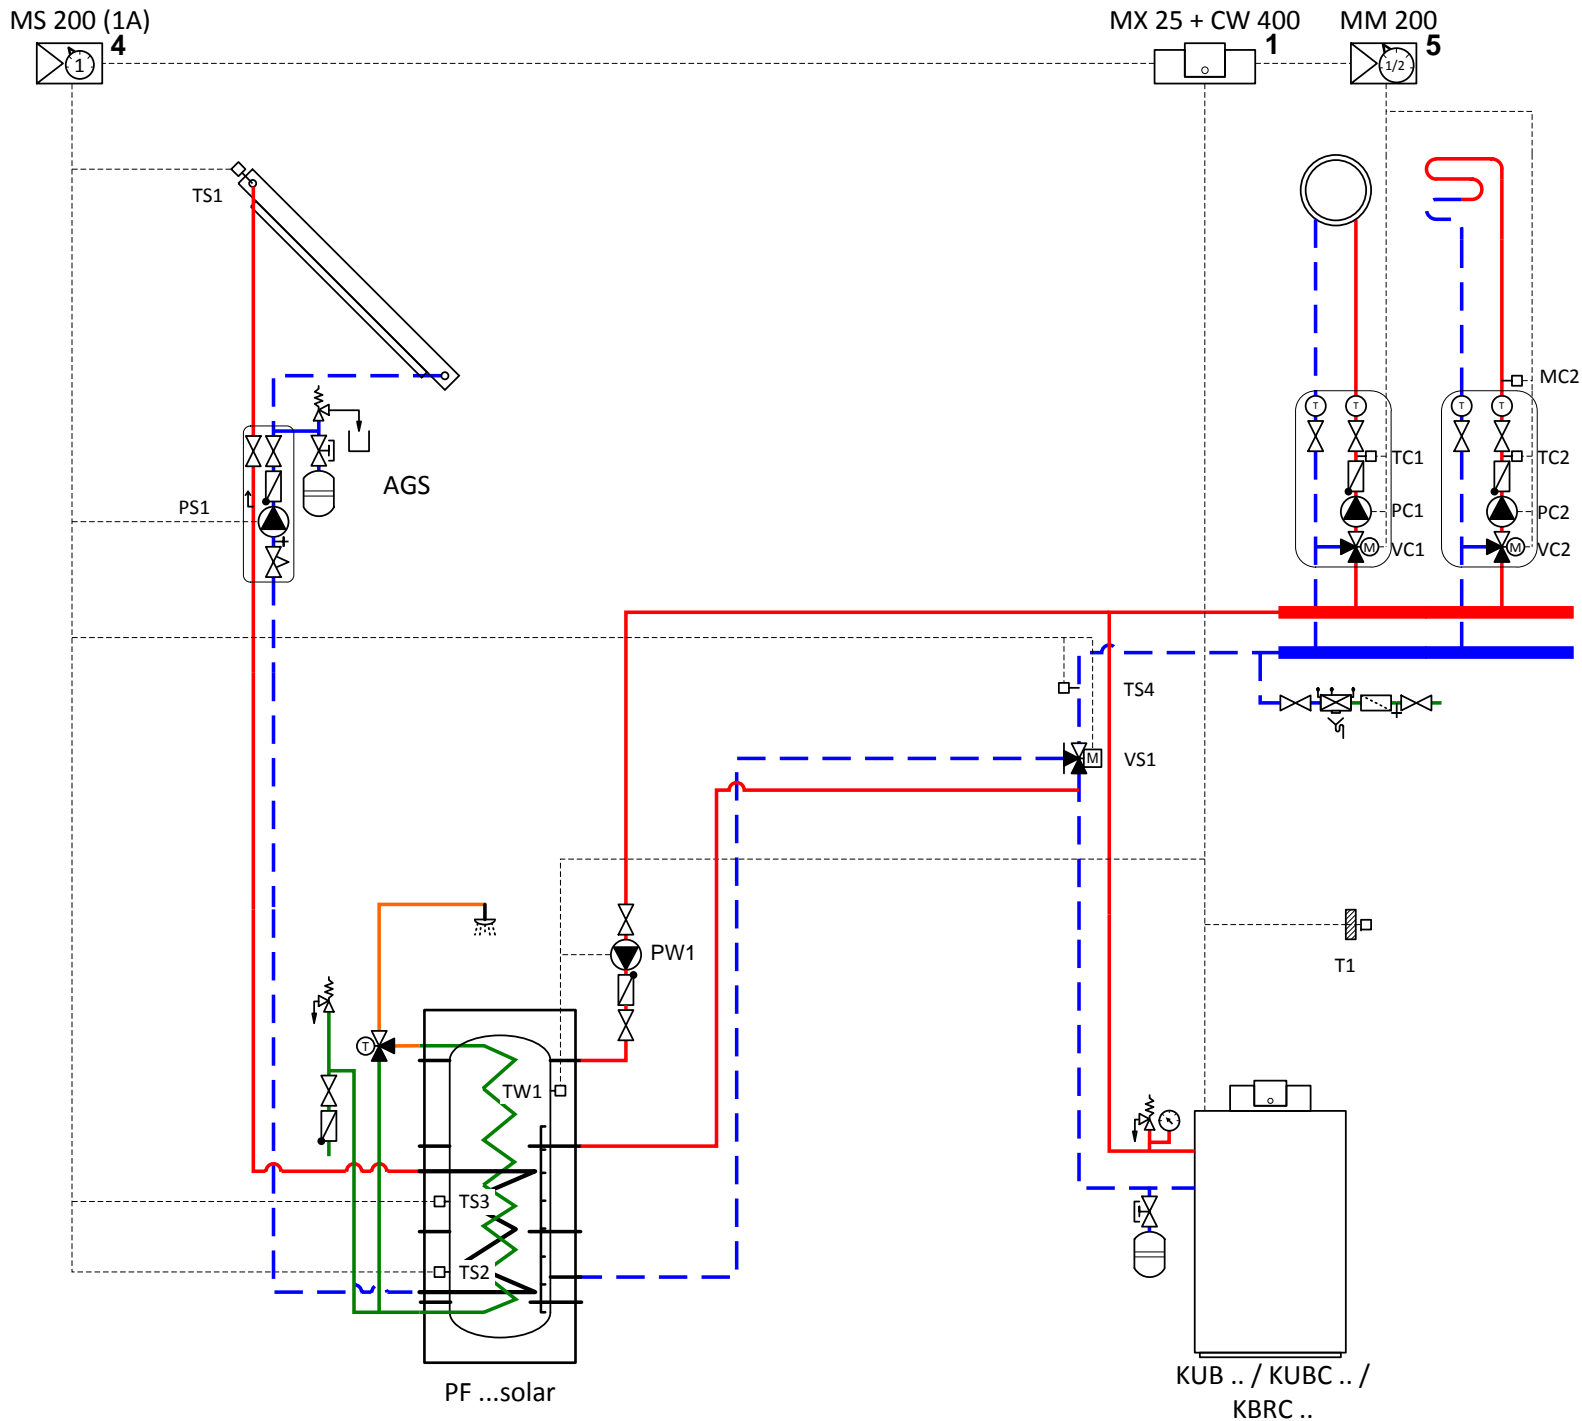 MS 200 (1A)
4
1
MX 25 + CW 400
1
MM 200
5
1/2
TS1
MC2
T
T
T
T
TC1
TC2
AGS
PS1
PC1
PC2
M
VC1
M
VC2
TS4
M
VS1
PW1
T1
T
TW1
TS3
TS2
PF ...solar
KUB .. / KUBC .. /
KBRC ..